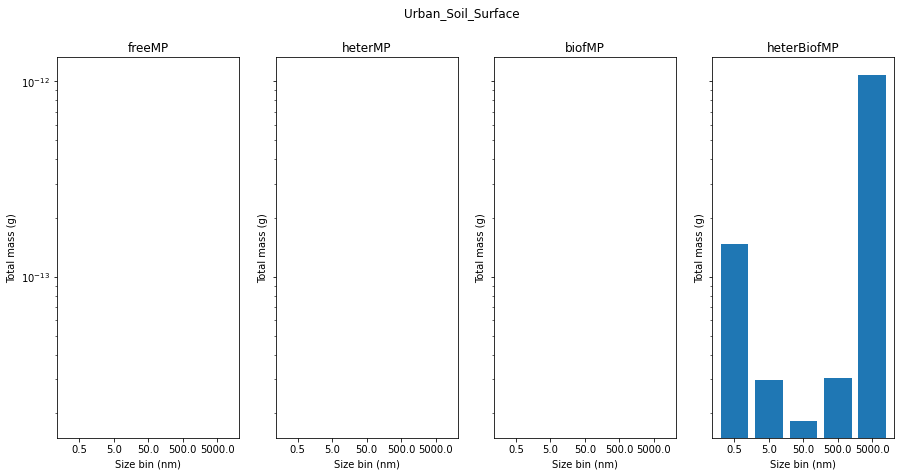 Urban_Soil_Surface
freeMP
heterMP
biofMP
heterBiofMP
10⁻¹²
10⁻¹³
Total mass (g)
Total mass (g)
Total mass (g)
Total mass (g)
0.5 5.0 50.0 500.0 5000.0
0.5 5.0 50.0 500.0 5000.0
0.5 5.0 50.0 500.0 5000.0
0.5 5.0 50.0 500.0 5000.0
Size bin (nm)
Size bin (nm)
Size bin (nm)
Size bin (nm)